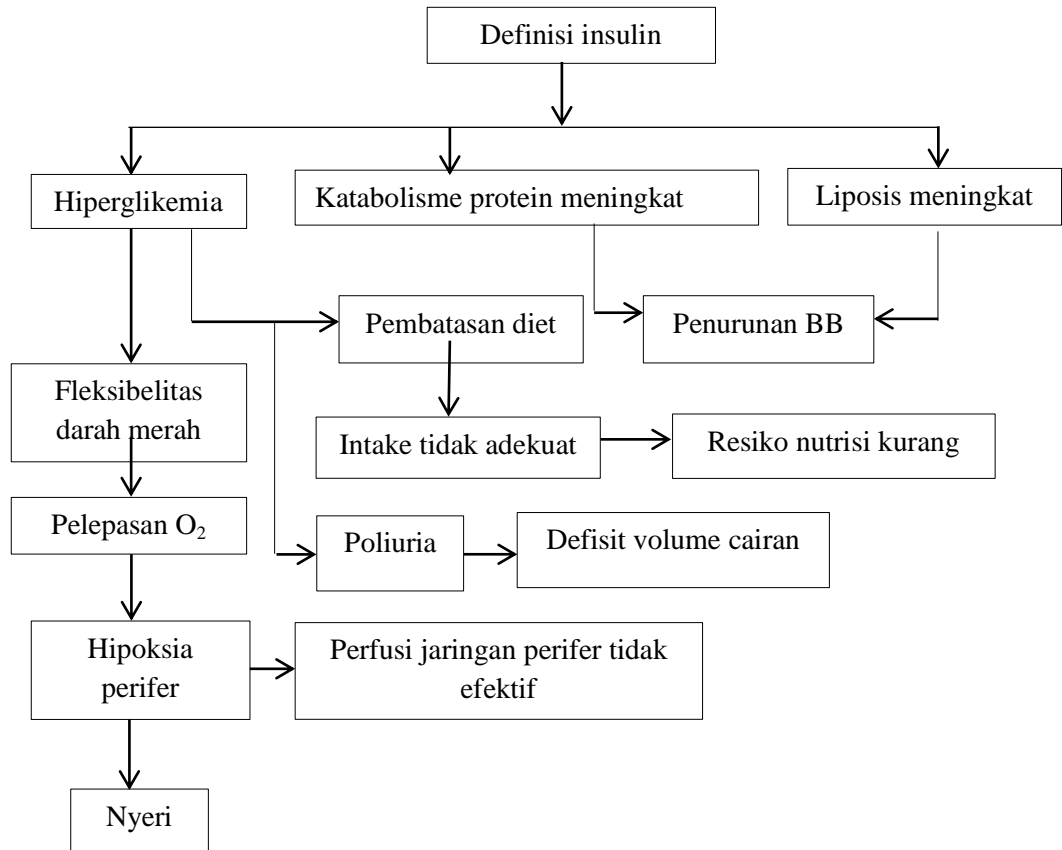 Definisi insulin
Hiperglikemia
Katabolisme protein meningkat
Liposis meningkat
Pembatasan diet
Penurunan BB
Fleksibelitas
darah merah
Intake tidak adekuat
Resiko nutrisi kurang
Pelepasan O₂
Poliuria
Defisit volume cairan
Hipoksia
perifer
Perfusi jaringan perifer tidak
efektif
Nyeri